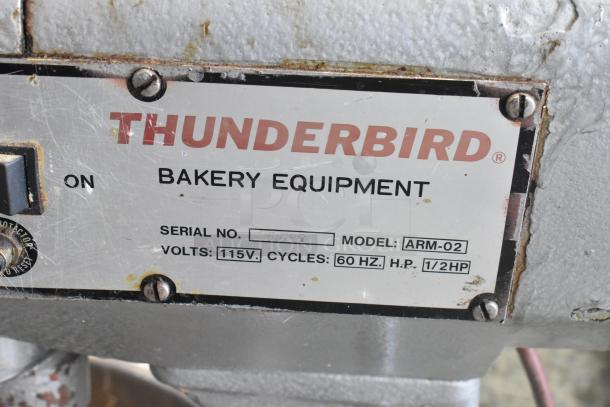 THUNDERBIRD®
ON
BAKERY EQUIPMENT
SERIAL NO. MODEL: ARM-02
VOLTS: 115V. CYCLES: 60 HZ. H.P. 1/2HP